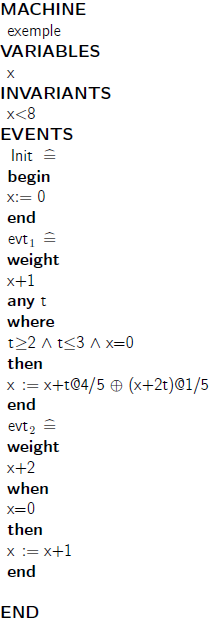 MACHINE
exemple
VARIABLES
x
INVARIANTS
x<8
EVENTS
Init ≙
begin
x:= 0
end
evt₁ ≙
weight
x+1
any t
where
t≥2 ∧ t≤3 ∧ x=0
then
x := x+t@4/5 ⊕ (x+2t)@1/5
end
evt₂ ≙
weight
x+2
when
x=0
then
x := x+1
end
END